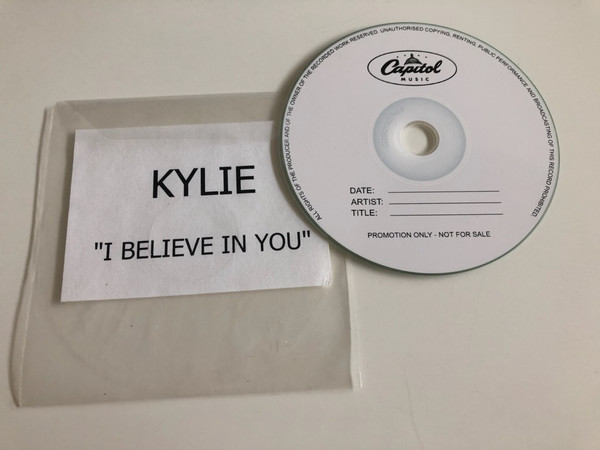 KYLIE
"I BELIEVE IN YOU"
ALL RIGHTS OF THE PRODUCER AND OF THE OWNER OF THE RECORDED WORK RESERVED. UNAUTHORISED COPYING, RENTING, PUBLIC PERFORMANCE AND BROADCASTING OF THIS RECORD PROHIBITED
Capitol
MUSIC
DATE:
ARTIST:
TITLE:
PROMOTION ONLY - NOT FOR SALE